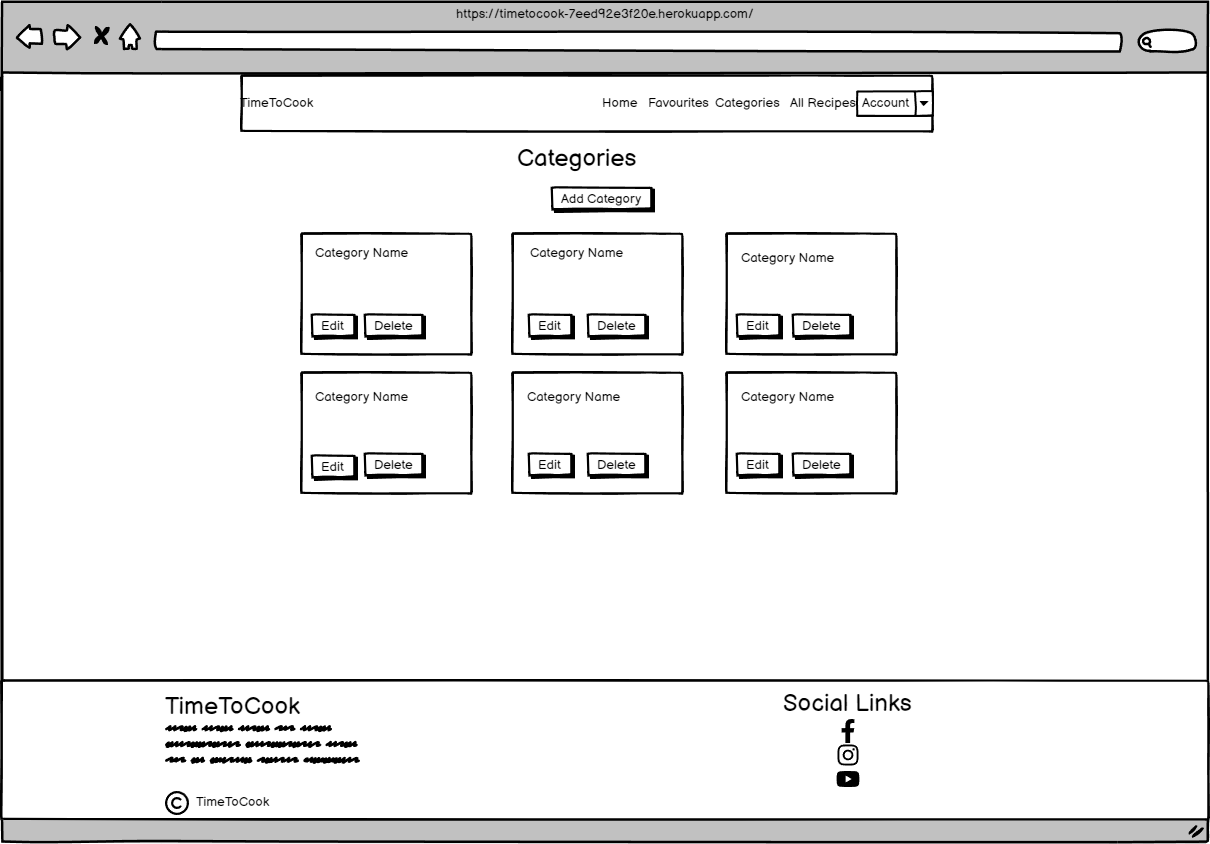 https://timetocook-7eed92e3f20e.herokuapp.com/
TimeToCook Home Favourites Categories All Recipes Account
Categories
Add Category
Category Name Category Name Category Name
Edit Delete Edit Delete Edit Delete
Category Name Category Name Category Name
Edit Delete Edit Delete Edit Delete
TimeToCook Social Links
© TimeToCook